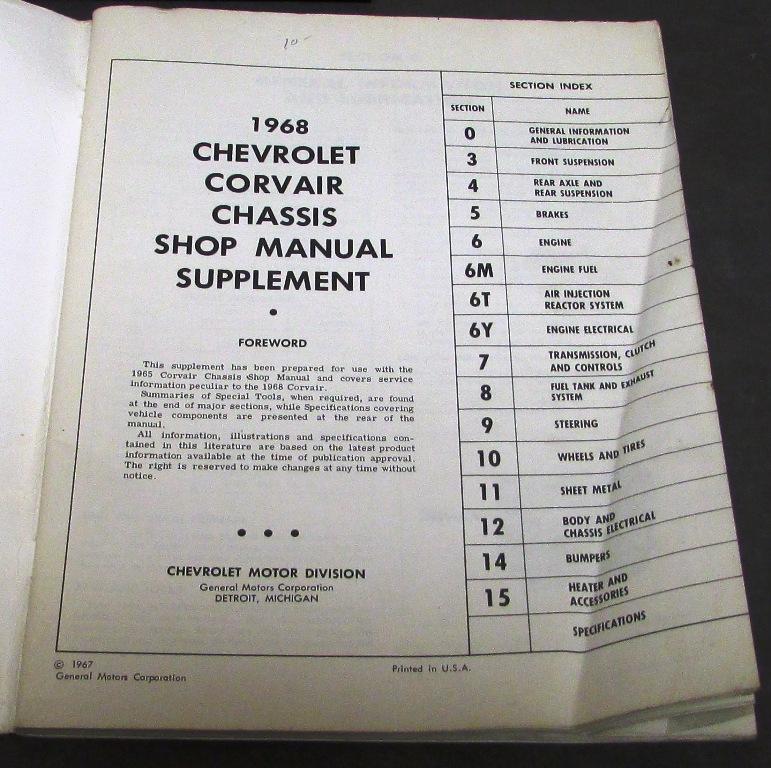 10-
1968
CHEVROLET
CORVAIR
CHASSIS
SHOP MANUAL
SUPPLEMENT
•
FOREWORD
This supplement has been prepared for use with the
1965 Corvair Chassis Shop Manual and covers service
information peculiar to the 1968 Corvair.
Summaries of Special Tools, when required, are found
at the end of major sections, while Specifications covering
vehicle components are presented at the rear of the
manual.
All information, illustrations and specifications con-
tained in this literature are based on the latest product
information available at the time of publication approval.
The right is reserved to make changes at any time without
notice.
• • •
CHEVROLET MOTOR DIVISION
General Motors Corporation
DETROIT, MICHIGAN
SECTION INDEX
SECTION NAME
0 GENERAL INFORMATION
AND LUBRICATION
3 FRONT SUSPENSION
4 REAR AXLE AND
REAR SUSPENSION
5 BRAKES
6 ENGINE
6M ENGINE FUEL
6T AIR INJECTION
REACTOR SYSTEM
6Y ENGINE ELECTRICAL
7 TRANSMISSION, CLUTCH
AND CONTROLS
8 FUEL TANK AND EXHAUST
SYSTEM
9 STEERING
10 WHEELS AND TIRES
11 SHEET METAL
12 BODY AND
CHASSIS ELECTRICAL
14 BUMPERS
15 HEATER AND
ACCESSORIES
SPECIFICATIONS
© 1967
General Motors Corporation
Printed in U.S.A.